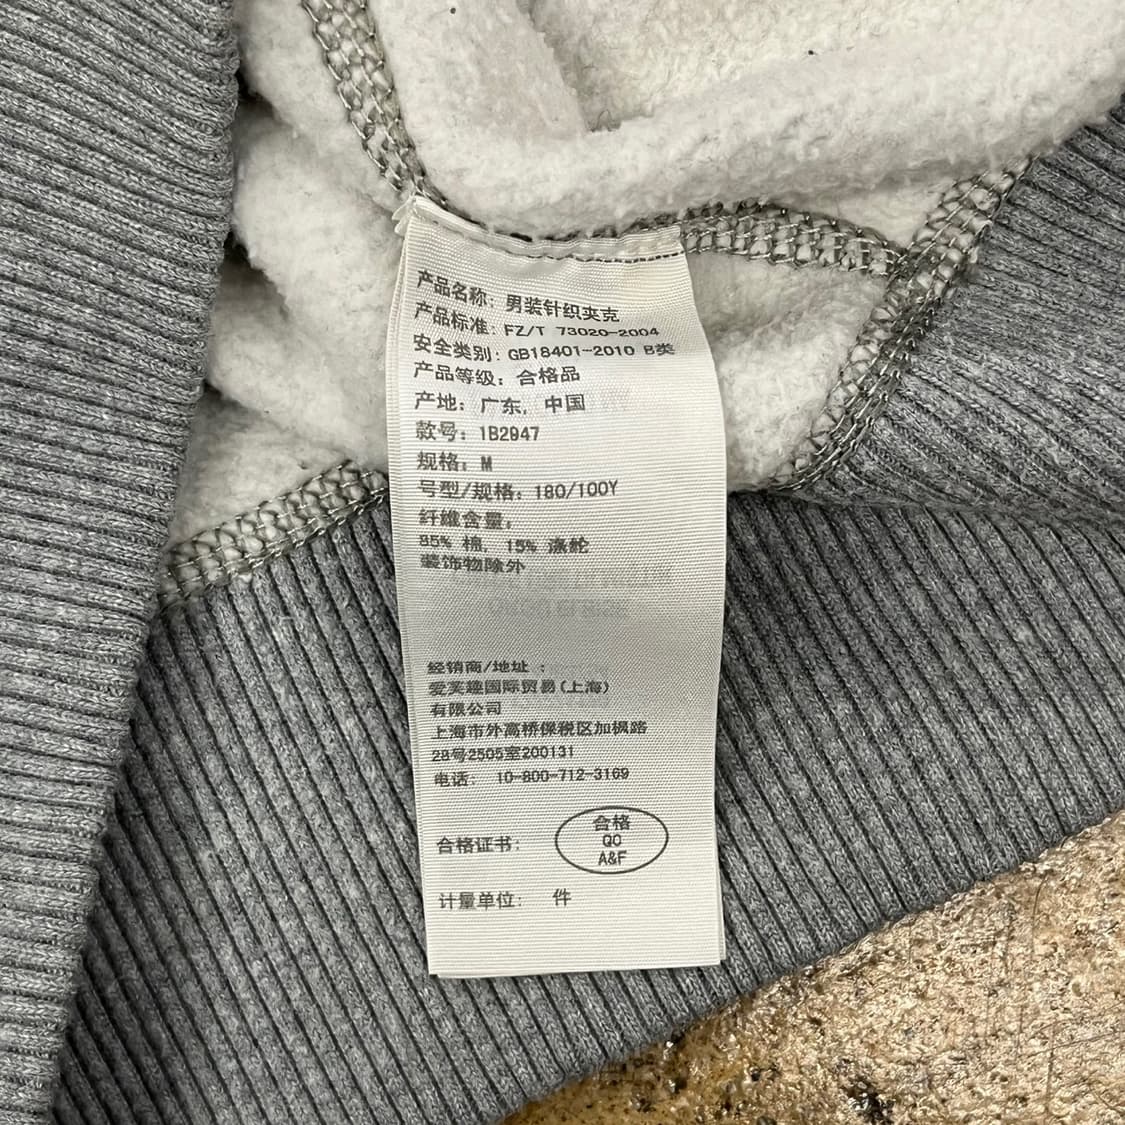 产品名称: 男装针织夹克
产品标准: FZ/T 73020-2004
安全类别: GB18401-2010 B类
产品等级: 合格品
产地: 广东, 中国
款号: 1B2947
规格: M
号型/规格: 180/100Y
纤维含量:
85% 棉, 15% 涤纶
装饰物除外
经销商/地址 :
爱芙趣国际贸易(上海)
有限公司
上海市外高桥保税区加枫路
28号2505室200131
电话: 10-800-712-3169
合格证书:
合格
QC
A&F
计量单位: 件